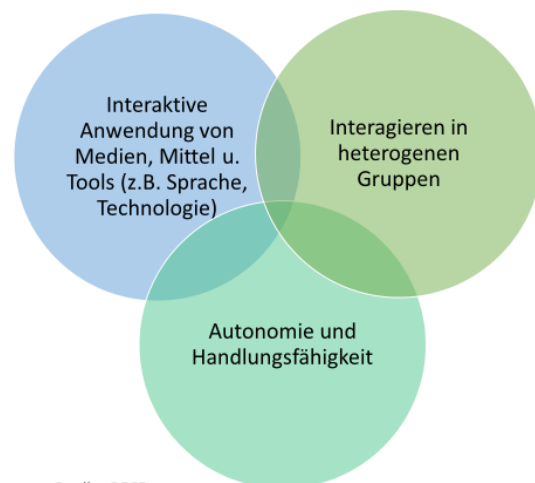 Interaktive
Anwendung von
Medien, Mittel u.
Tools (z.B. Sprache,
Technologie)
Interagieren in
heterogenen
Gruppen
Autonomie und
Handlungsfähigkeit